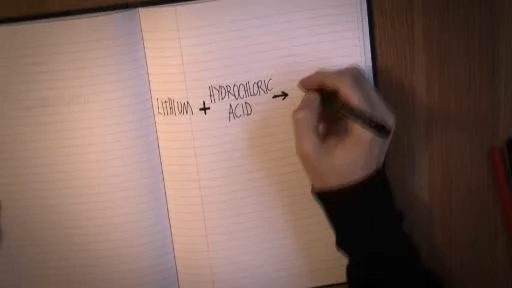 LITHIUM + HYDROCHLORIC
ACID →